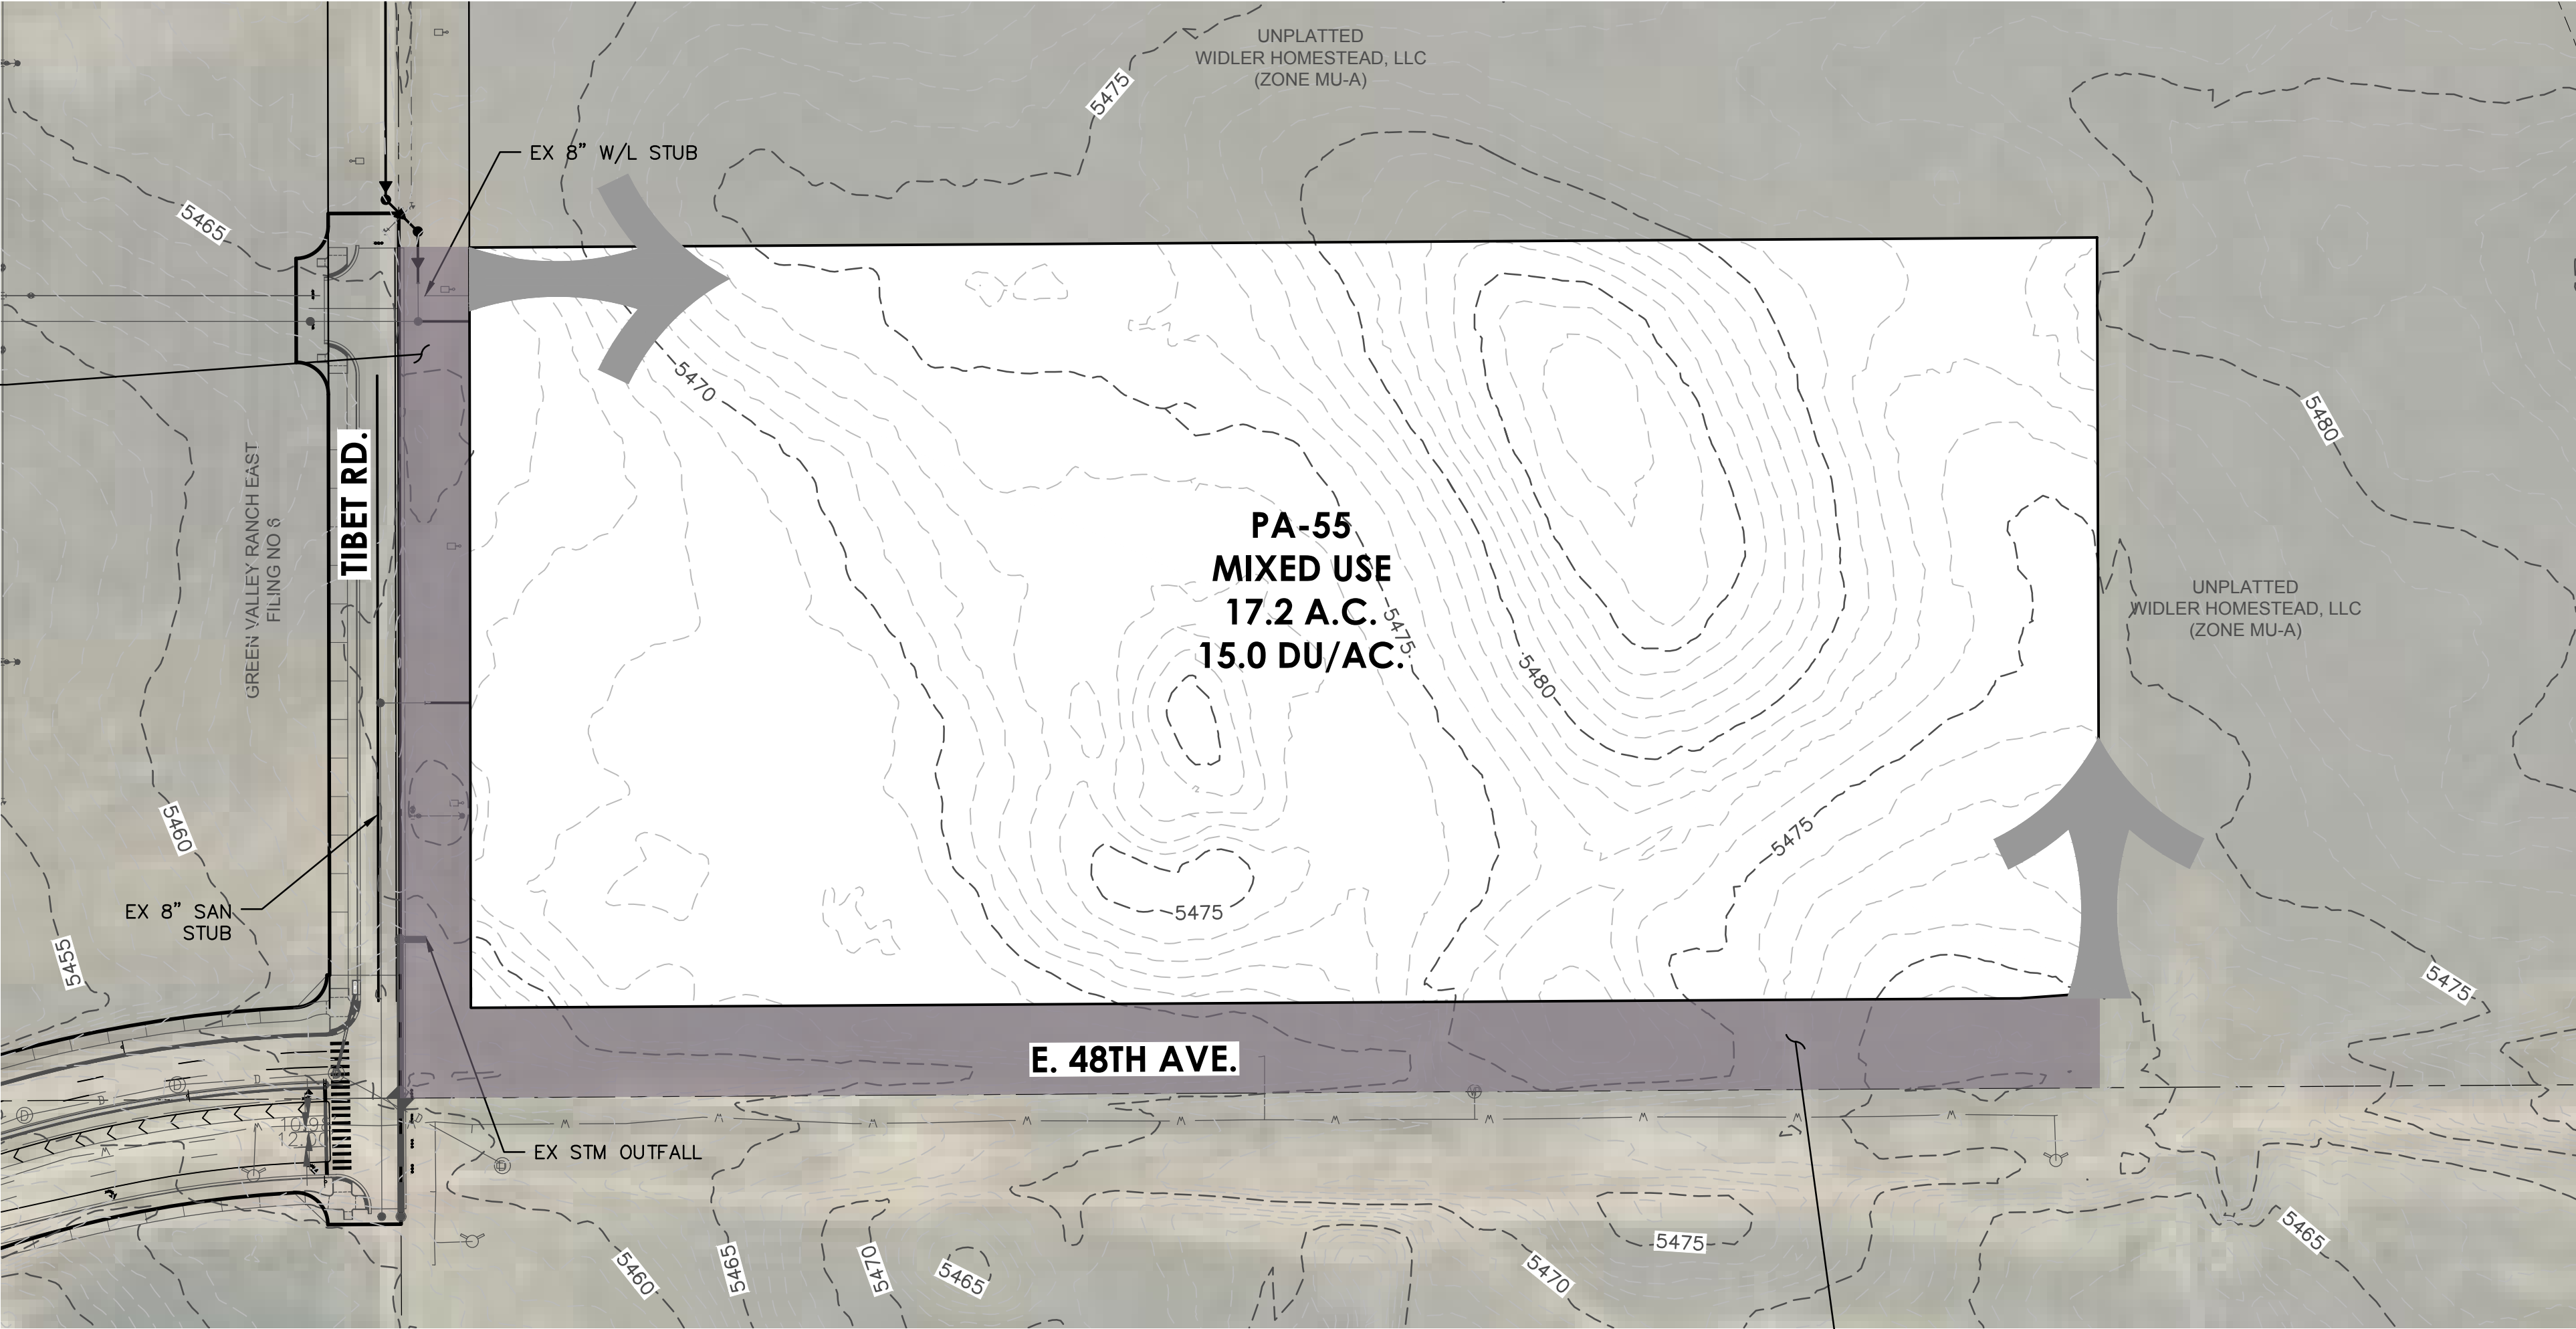 UNPLATTED
WIDLER HOMESTEAD, LLC
(ZONE MU-A)
5475
EX 8" W/L STUB
5465
5470
5480
GREEN VALLEY RANCH EAST
FILING NO 6
TIBET RD.
PA-55
MIXED USE
17.2 A.C.
15.0 DU/AC.
5475
5480
UNPLATTED
WIDLER HOMESTEAD, LLC
(ZONE MU-A)
5460
5475
EX 8" SAN
STUB
5475
5455
5475
E. 48TH AVE.
EX STM OUTFALL
5460
5465
5470
5465
5470
5475
5465